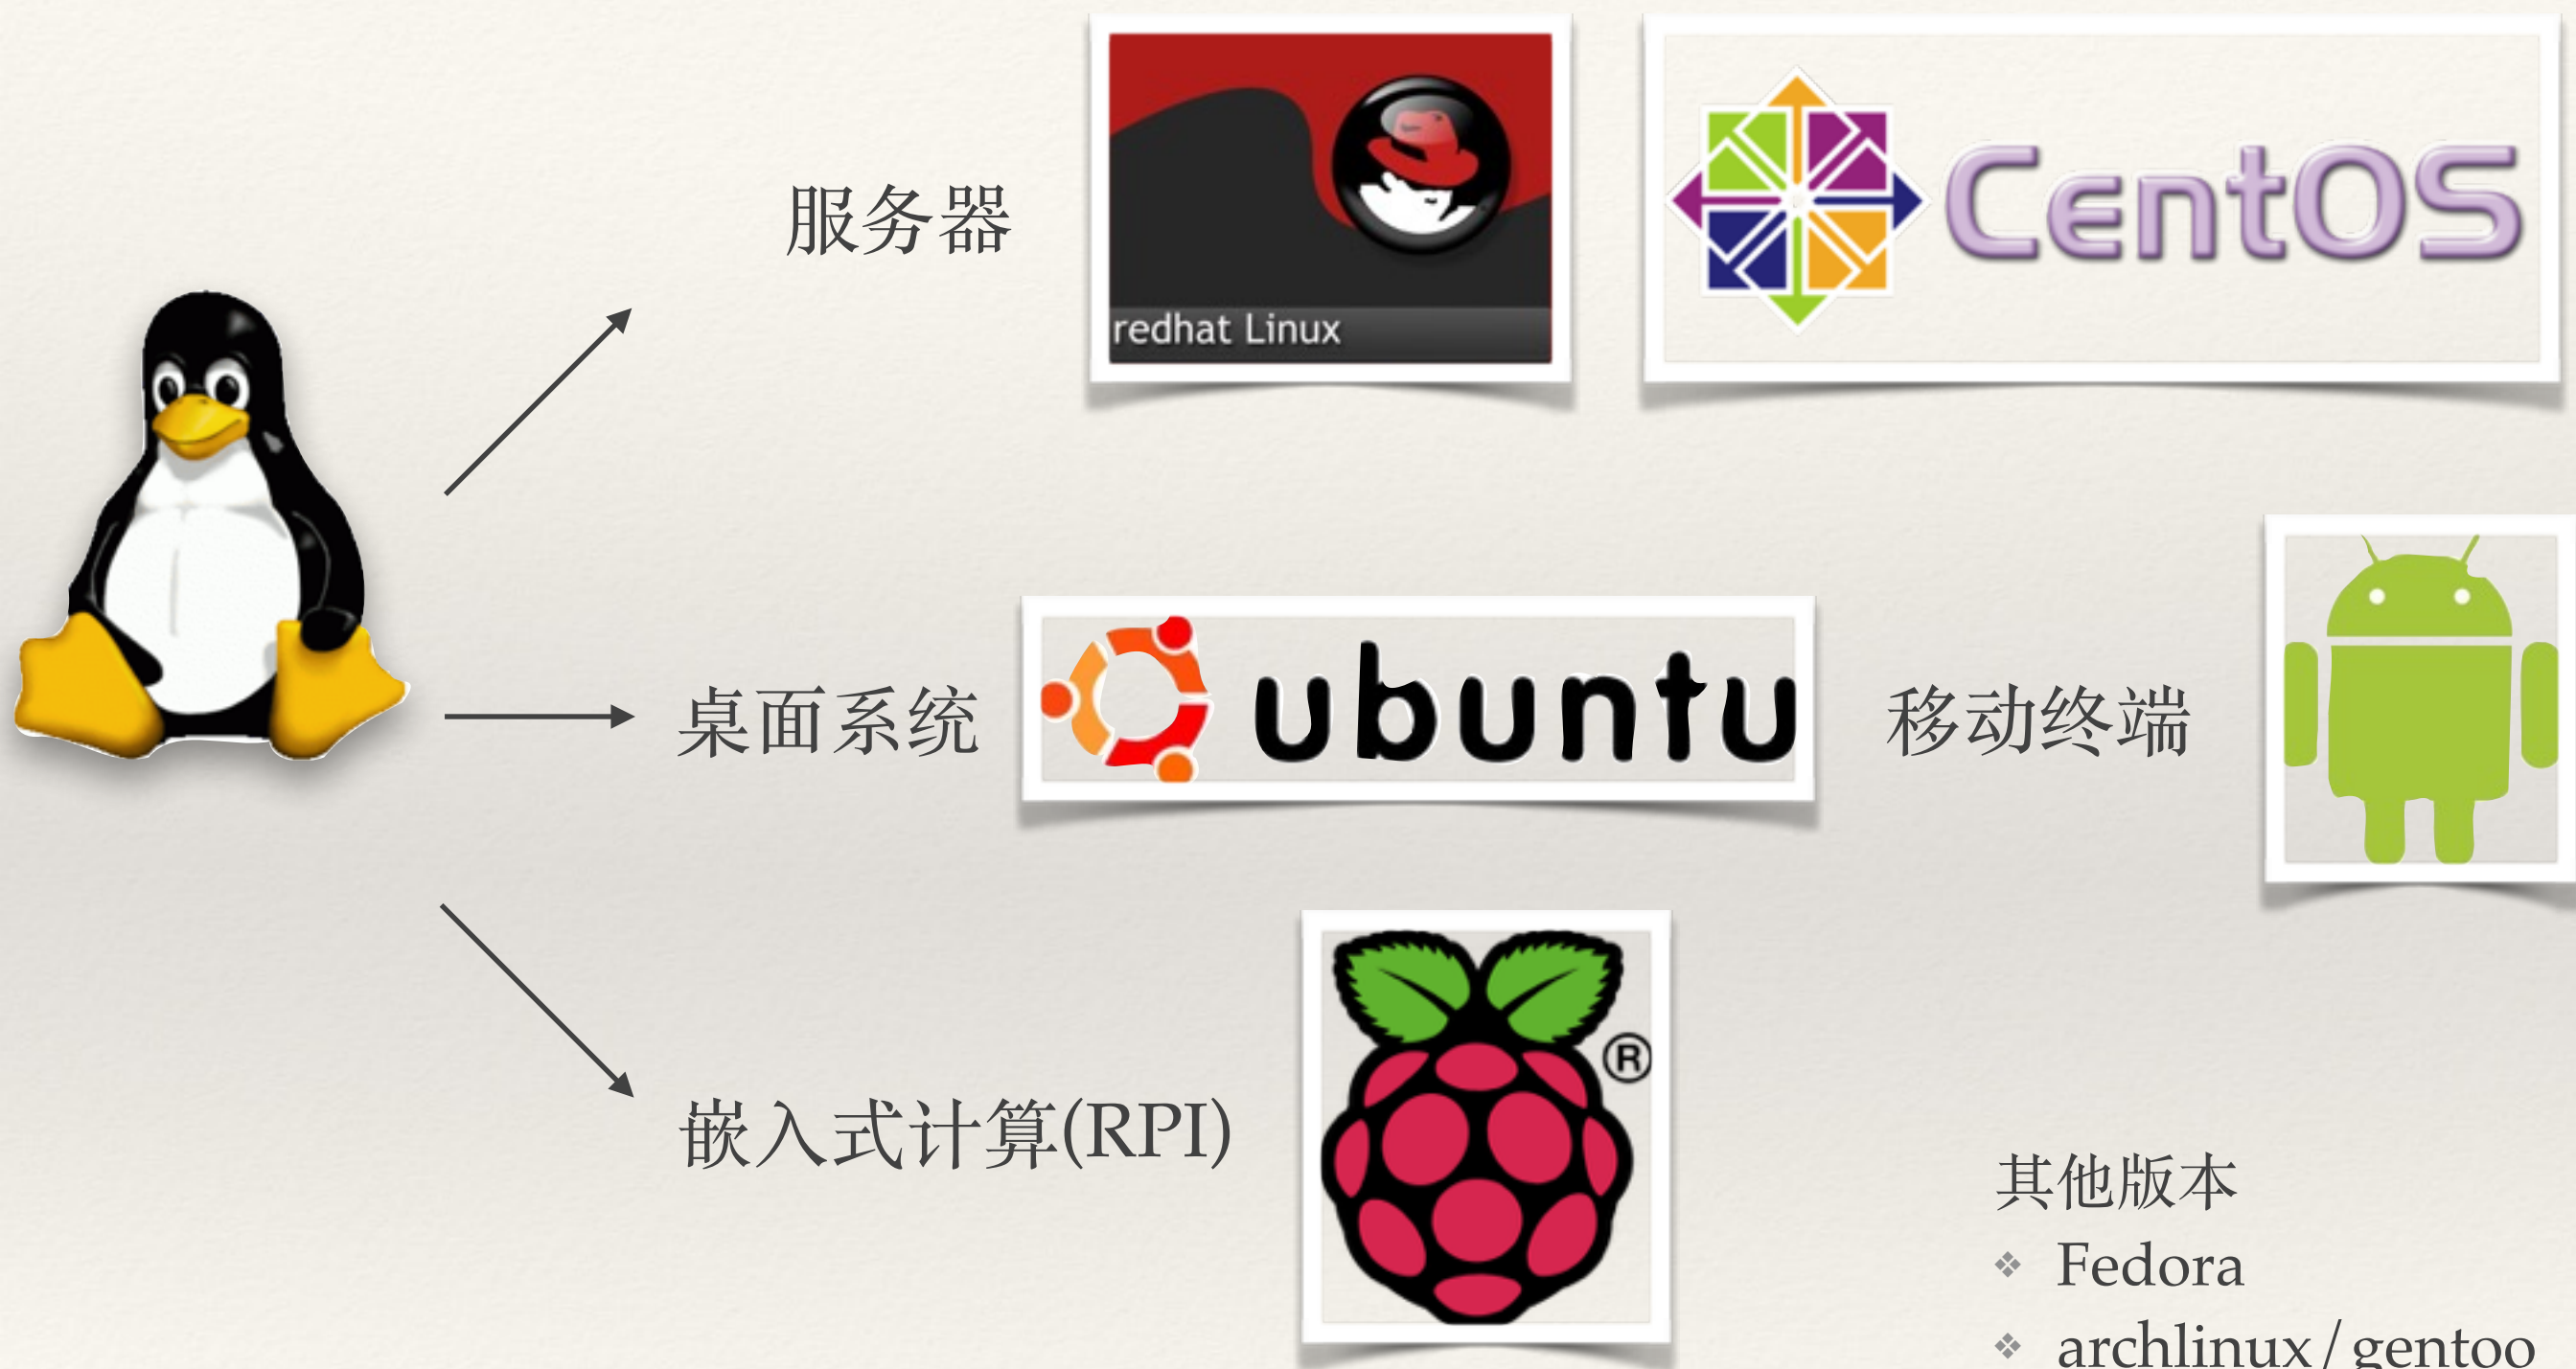 服务器
redhat Linux
CentOS
桌面系统
ubuntu
移动终端
嵌入式计算(RPI)
®
其他版本
❖ Fedora
❖ archlinux/gentoo